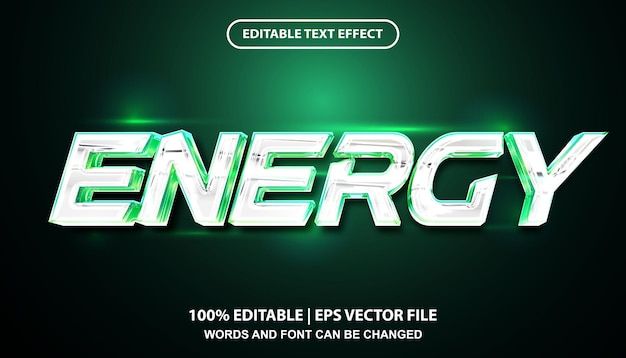 EDITABLE TEXT EFFECT
ENERGY
100% EDITABLE | EPS VECTOR FILE
WORDS AND FONT CAN BE CHANGED